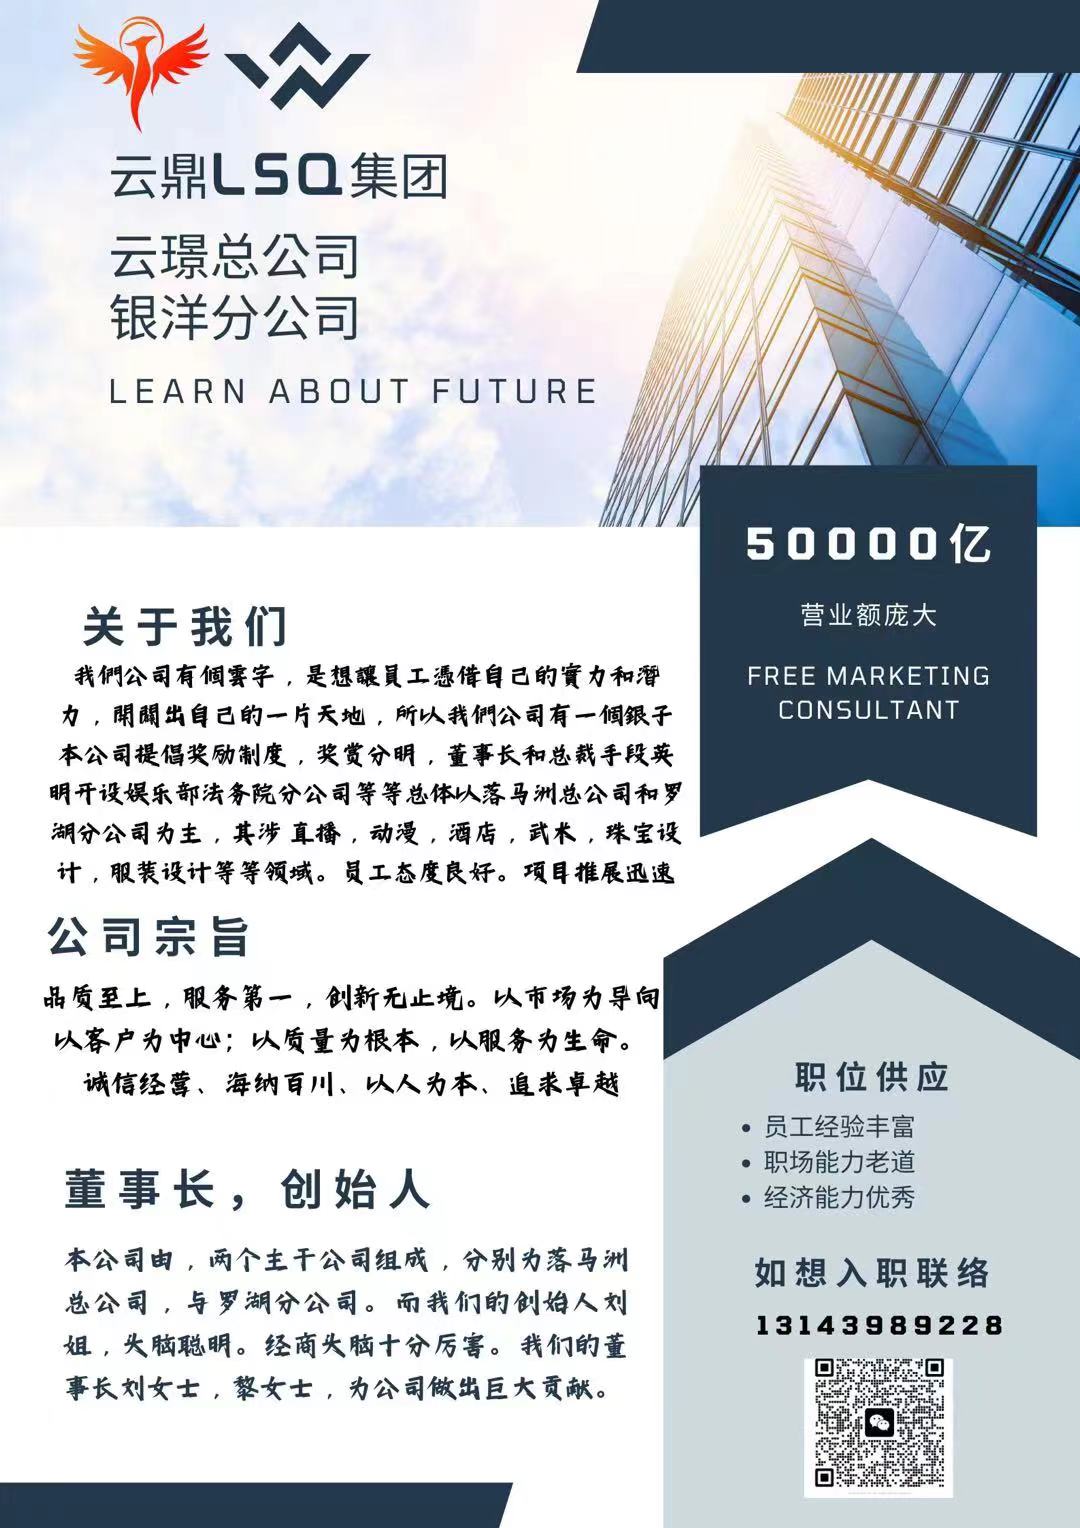 云鼎LSQ集团
云璟总公司
银洋分公司
LEARN ABOUT FUTURE
50000亿
营业额庞大
FREE MARKETING
CONSULTANT
关于我们
我們公司有個雲字，是想讓員工憑借自己的實力和潛
力，開闢出自己的一片天地，所以我們公司有一個銀子
本公司提倡奖励制度，奖赏分明，董事长和总裁手段英
明开设娱乐部法务院分公司等等总体以落马洲总公司和罗
湖分公司为主，其涉 直播，动漫，酒店，武术，珠宝设
计，服装设计等等领域。员工态度良好。项目推展迅速
公司宗旨
品质至上，服务第一，创新无止境。以市场为导向
以客户为中心；以质量为根本，以服务为生命。
诚信经营、海纳百川、以人为本、追求卓越
董事长，创始人
本公司由，两个主干公司组成，分别为落马洲
总公司，与罗湖分公司。而我们的创始人刘
姐，头脑聪明。经商头脑十分厉害。我们的董
事长刘女士，黎女士，为公司做出巨大贡献。
职位供应
• 员工经验丰富
• 职场能力老道
• 经济能力优秀
如想入职联络
13143989228